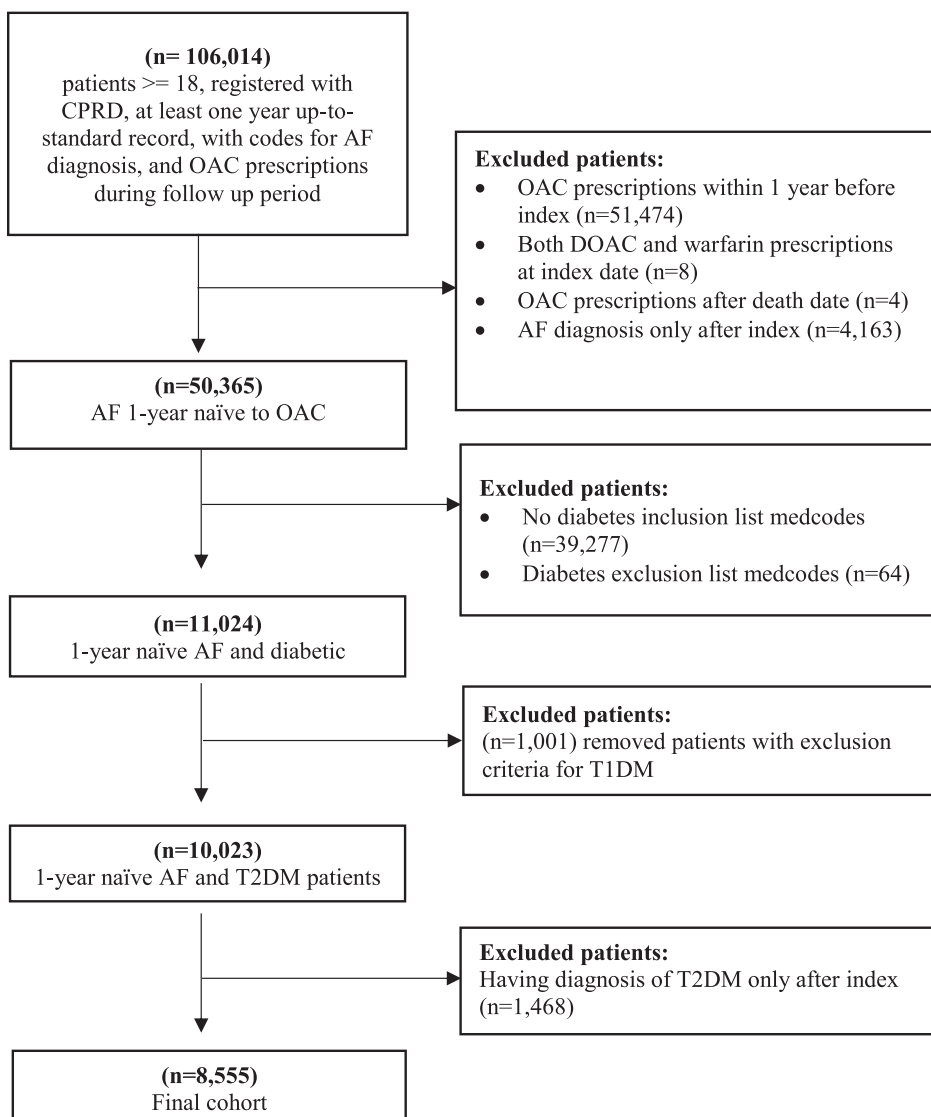 (n= 106,014)
patients >= 18, registered with
CPRD, at least one year up-to-
standard record, with codes for AF
diagnosis, and OAC prescriptions
during follow up period
Excluded patients:
• OAC prescriptions within 1 year before
index (n=51,474)
• Both DOAC and warfarin prescriptions
at index date (n=8)
• OAC prescriptions after death date (n=4)
• AF diagnosis only after index (n=4,163)
(n=50,365)
AF 1-year naïve to OAC
Excluded patients:
• No diabetes inclusion list medcodes
(n=39,277)
• Diabetes exclusion list medcodes (n=64)
(n=11,024)
1-year naïve AF and diabetic
Excluded patients:
(n=1,001) removed patients with exclusion
criteria for T1DM
(n=10,023)
1-year naïve AF and T2DM patients
Excluded patients:
Having diagnosis of T2DM only after index
(n=1,468)
(n=8,555)
Final cohort